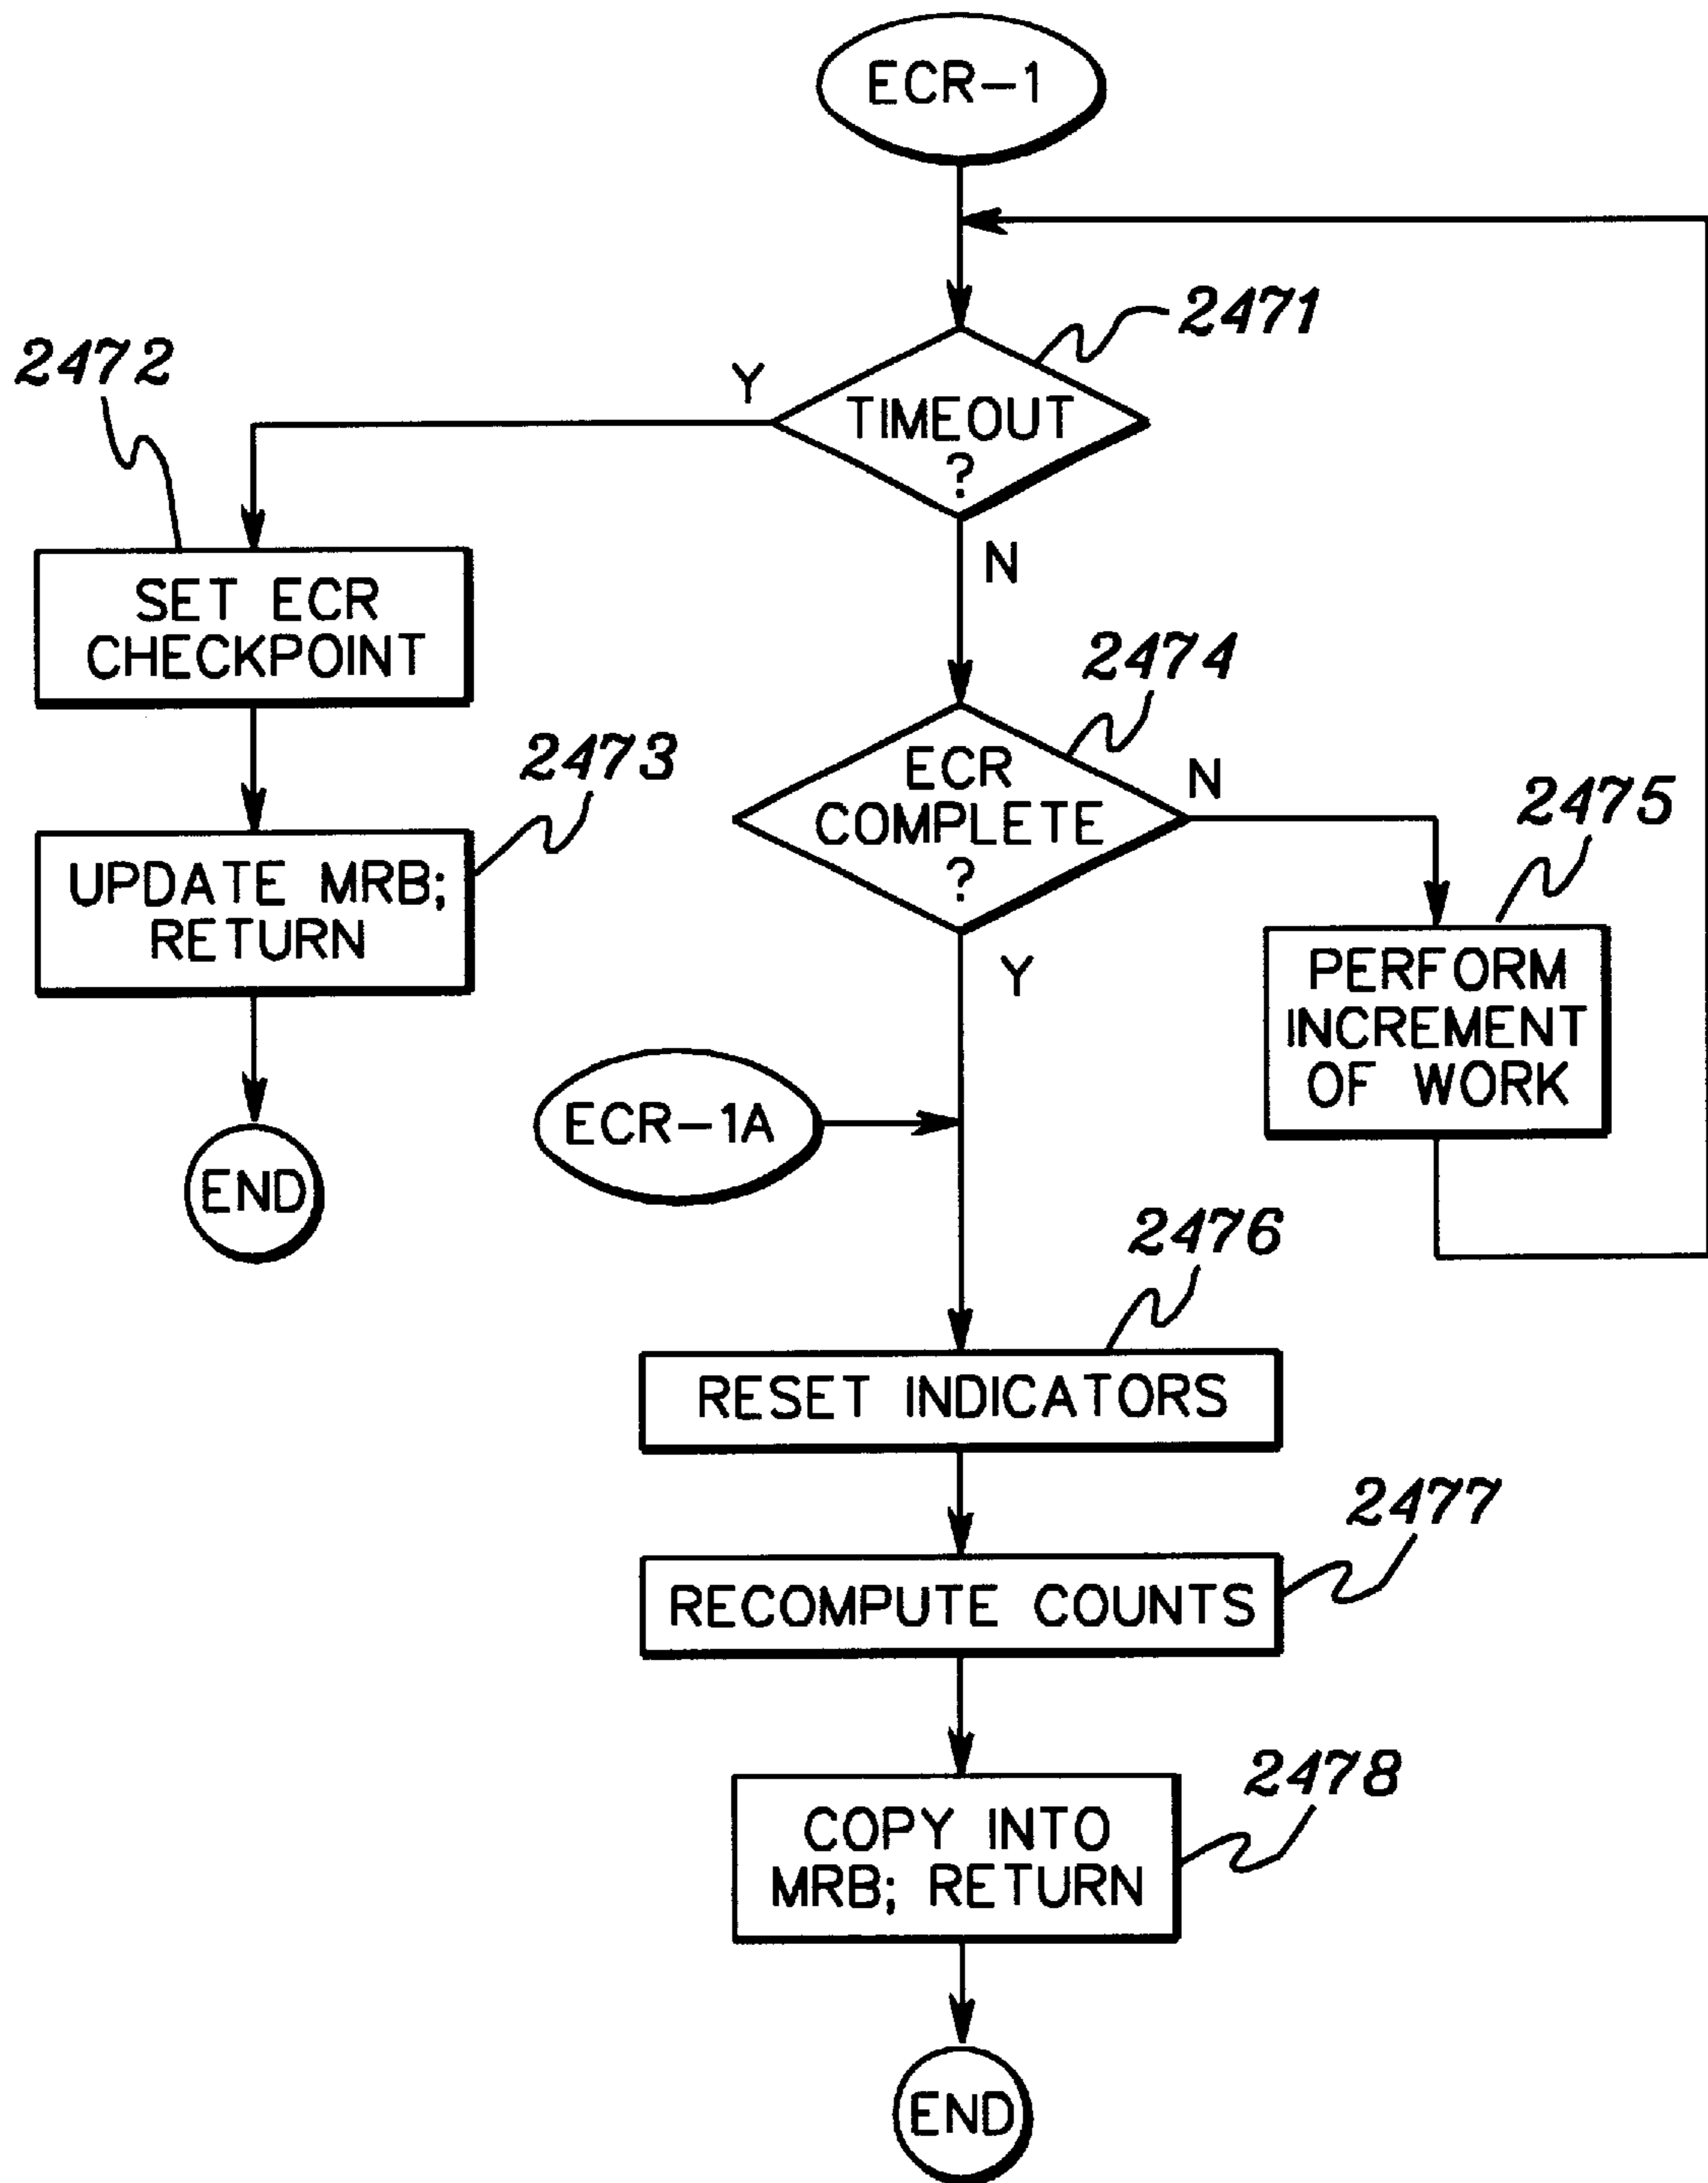 ECR-1
2471
2472
Y
TIMEOUT
?
N
SET ECR
CHECKPOINT
2474
2473
ECR
COMPLETE
?
N
2475
UPDATE MRB;
RETURN
Y
PERFORM
INCREMENT
OF WORK
ECR-1A
END
2476
RESET INDICATORS
2477
RECOMPUTE COUNTS
2478
COPY INTO
MRB; RETURN
END